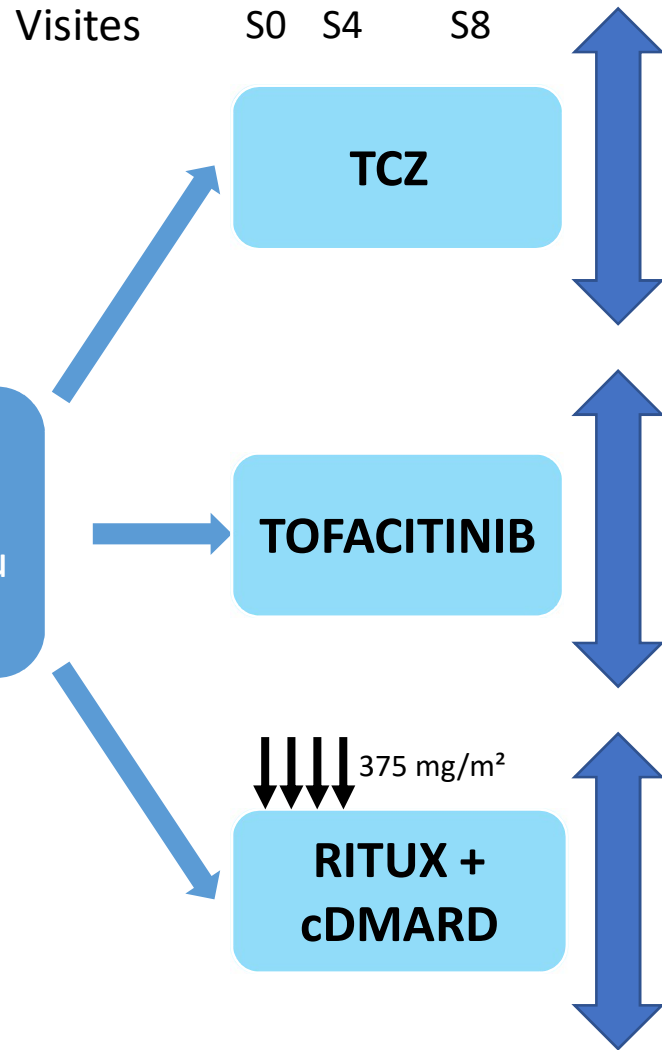 Visites S0 S4 S8
TCZ
TOFACITINIB
375 mg/m²
RITUX +
cDMARD